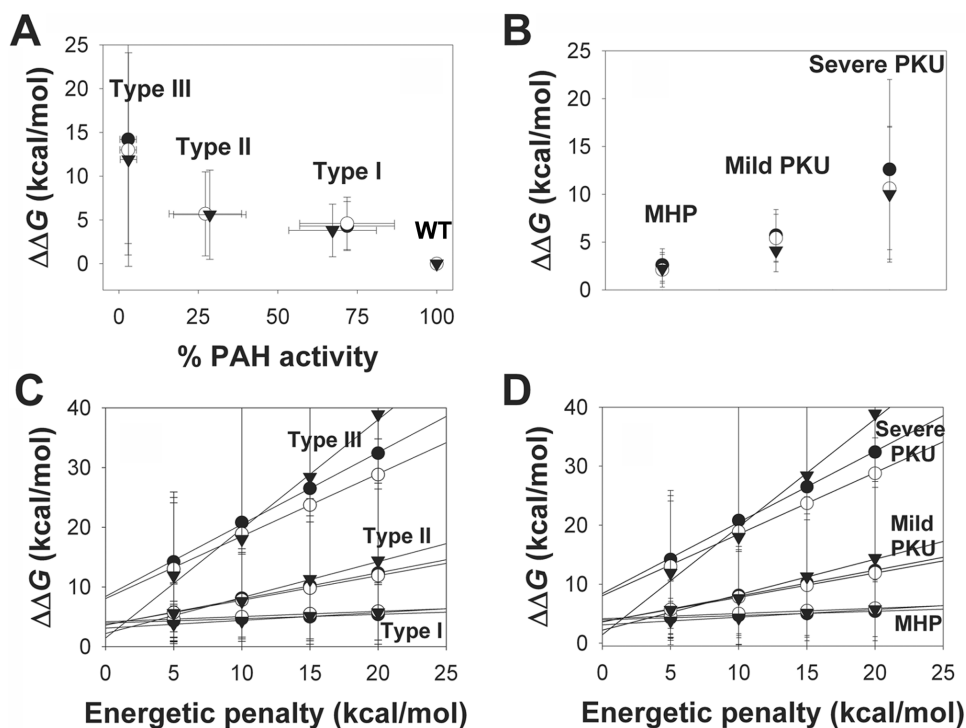 A
ΔΔG (kcal/mol)
25
20
15
10
5
0
Type III
Type II
Type I
WT
0 25 50 75 100
% PAH activity
B
ΔΔG (kcal/mol)
25
20
15
10
5
0
MHP
Mild PKU
Severe PKU
C
ΔΔG (kcal/mol)
40
30
20
10
0
Type III
Type II
Type I
0 5 10 15 20 25
Energetic penalty (kcal/mol)
D
ΔΔG (kcal/mol)
40
30
20
10
0
Severe
PKU
Mild
PKU
MHP
0 5 10 15 20 25
Energetic penalty (kcal/mol)